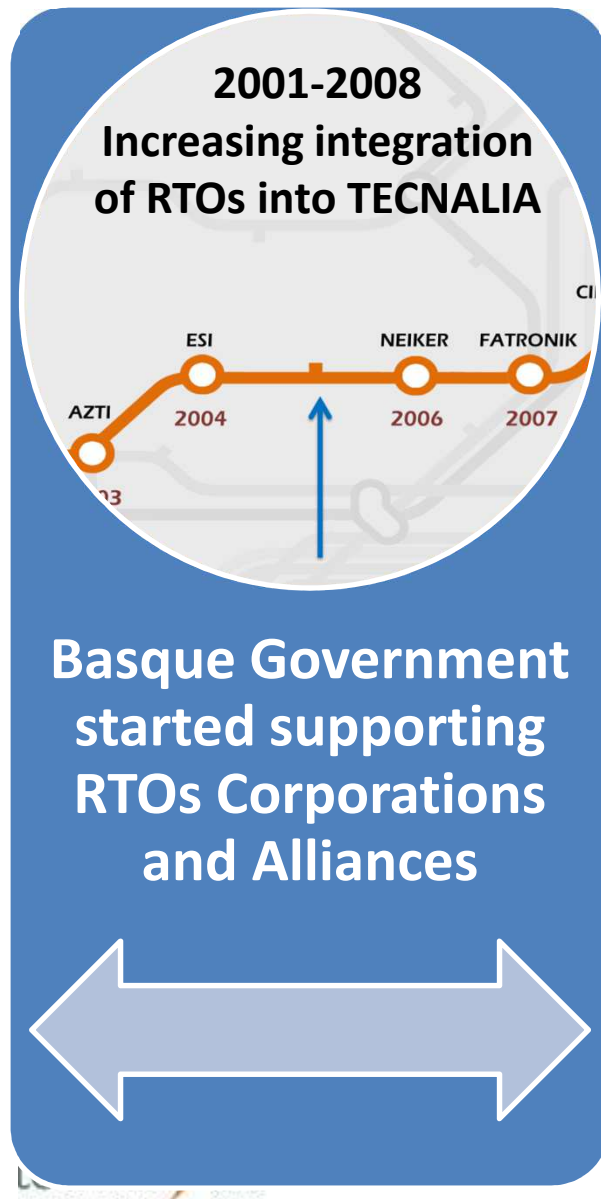 2001-2008
Increasing integration
of RTOs into TECNALIA
ESI
NEIKER
FATRONIK
AZTI
2004
2006
2007
Basque Government
started supporting
RTOs Corporations
and Alliances